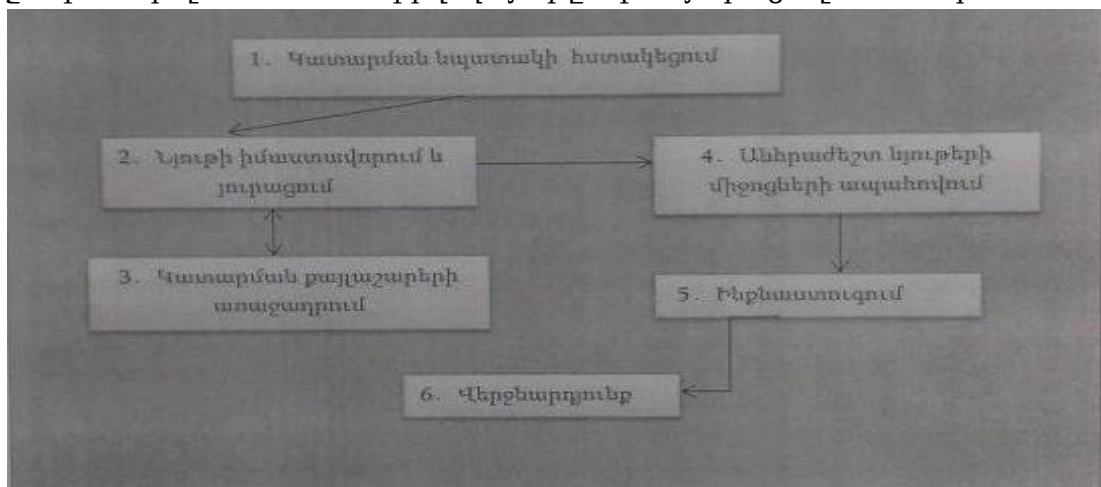 1. Կատարման նպատակի հստակեցում
2. Նյութի իմաստավորում և
յուրացում
4. Անհրաժեշտ նյութերի
միջոցների ապահովում
3. Կատարման քայլաշարերի
առաջադրում
5. Ինքնաստուգում
6. Վերջնարդյունք